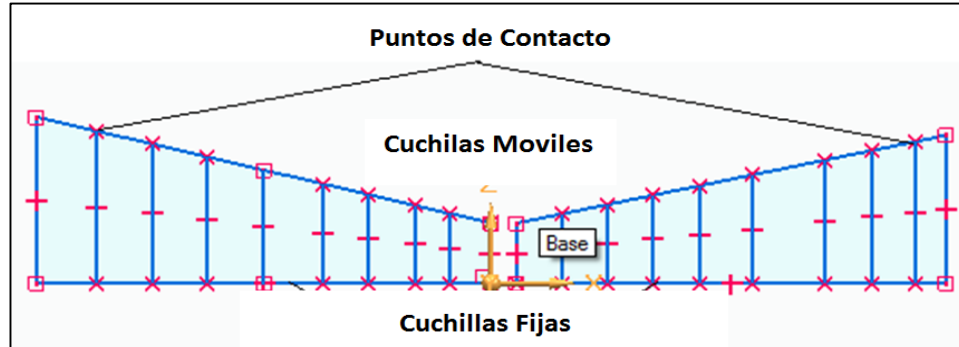 Puntos de Contacto
Cuchilas Moviles
Z
Base
X
Cuchillas Fijas